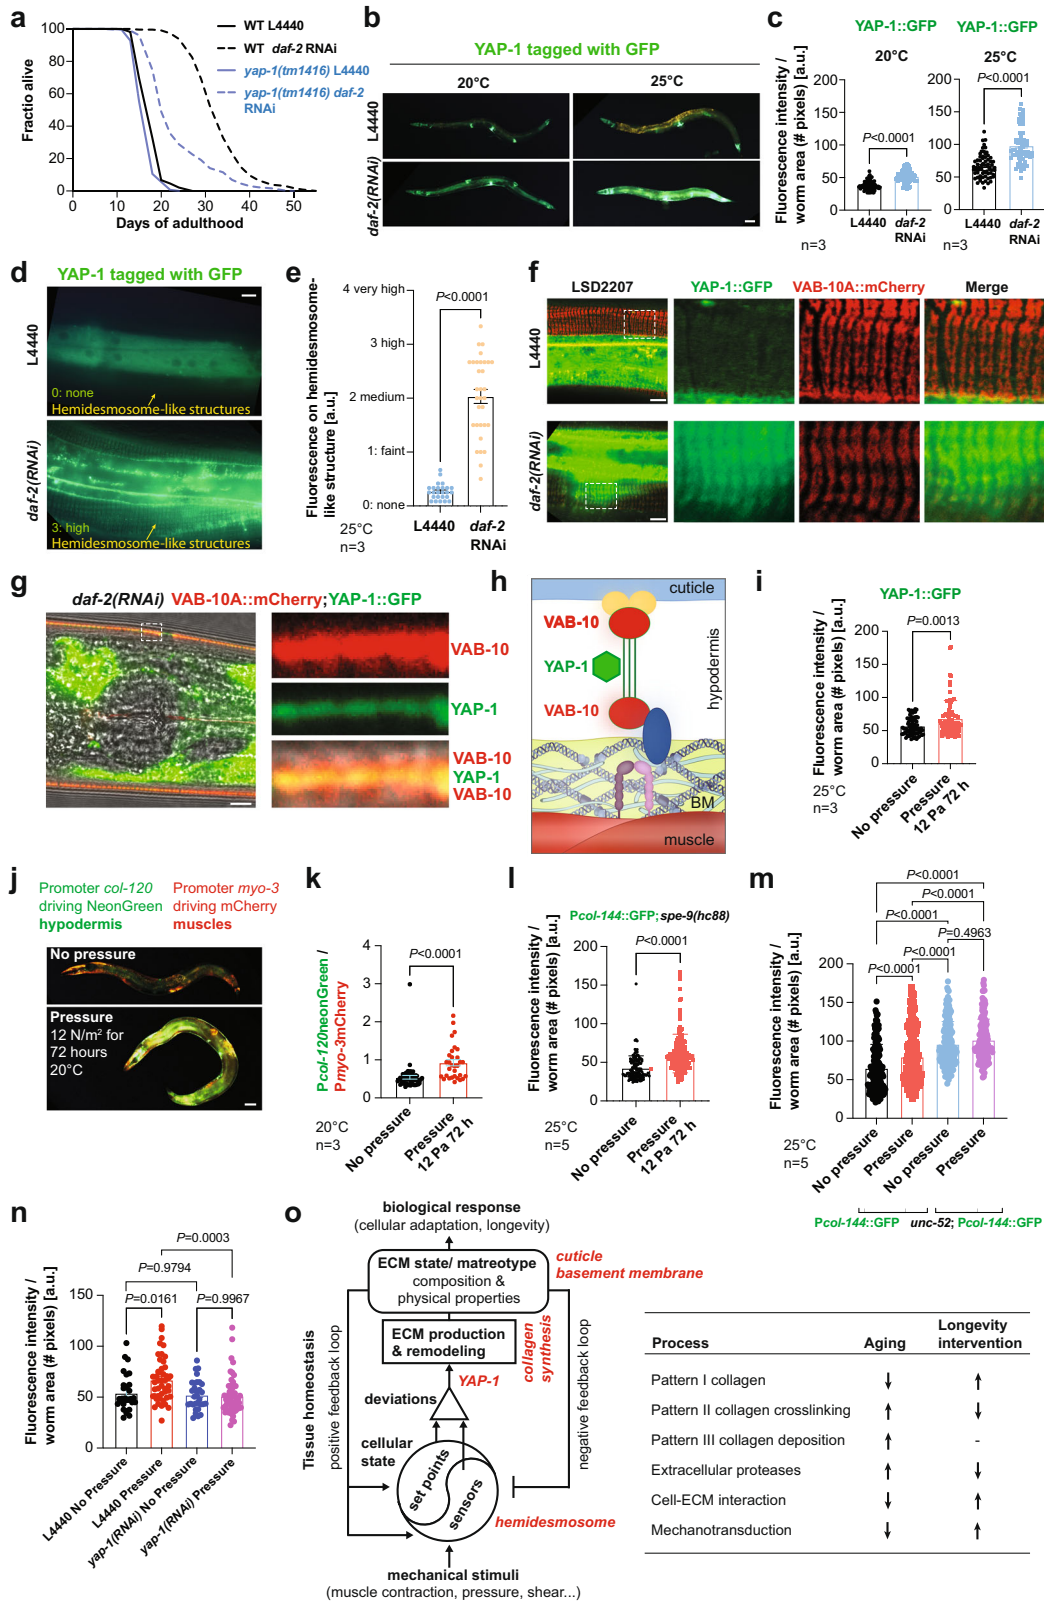 a
Fractio alive
100
80
60
40
20
0
0
10
20
30
40
50
Days of adulthood
WT L4440
WT daf-2 RNAi
yap-1(tm1416) L4440
yap-1(tm1416) daf-2
RNAi
b
YAP-1 tagged with GFP
20°C
25°C
L4440
daf-2(RNAi)
c
YAP-1::GFP
YAP-1::GFP
20°C
25°C
Fluorescence intensity /
worm area (# pixels) [a.u.]
200
150
100
50
0
P<0.0001
L4440
daf-2
RNAi
n=3
200
150
100
50
0
P<0.0001
L4440
daf-2
RNAi
n=3
d
YAP-1 tagged with GFP
L4440
0: none
Hemidesmosome-like structures
daf-2(RNAi)
3: high
Hemidesmosome-like structures
e
Fluorescence on hemidesmosome-
like structure [a.u.]
4 very high
3 high
2 medium
1: faint
0: none
P<0.0001
L4440
daf-2
RNAi
25°C
n=3
f
LSD2207
YAP-1::GFP
VAB-10A::mCherry
Merge
L4440
daf-2(RNAi)
g
daf-2(RNAi) VAB-10A::mCherry;YAP-1::GFP
VAB-10
YAP-1
VAB-10
YAP-1
VAB-10
h
cuticle
VAB-10
YAP-1
VAB-10
hypodermis
BM
muscle
i
YAP-1::GFP
Fluorescence intensity /
worm area (# pixels) [a.u.]
200
150
100
50
0
P=0.0013
No pressure
Pressure
12 Pa 72 h
25°C
n=3
j
Promoter col-120
driving NeonGreen
hypodermis
Promoter myo-3
driving mCherry
muscles
No pressure
Pressure
12 N/m² for
72 hours
20°C
k
Pcol-120neonGreen /
Pmyo-3mCherry
4
3
2
1
0
P<0.0001
No pressure
Pressure
12 Pa 72 h
20°C
n=3
l
Pcol-144::GFP; spe-9(hc88)
Fluorescence intensity /
worm area (# pixels) [a.u.]
200
150
100
50
0
P<0.0001
No pressure
Pressure
12 Pa 72 h
25°C
n=5
m
Fluorescence intensity /
worm area (# pixels) [a.u.]
200
150
100
50
0
P<0.0001
P<0.0001
P<0.0001
P=0.4963
P<0.0001
P<0.0001
No pressure
Pressure
No pressure
Pressure
25°C
n=5
Pcol-144::GFP
unc-52; Pcol-144::GFP
n
Fluorescence intensity /
worm area (# pixels) [a.u.]
150
100
50
0
P=0.0003
P=0.9794
P=0.0161
P=0.9967
L4440 No Pressure
L4440 Pressure
yap-1(RNAi) No Pressure
yap-1(RNAi) Pressure
o
biological response
(cellular adaptation, longevity)
ECM state/ matreotype
composition &
physical properties
cuticle
basement membrane
ECM production
& remodeling
collagen
synthesis
YAP-1
deviations
Tissue homeostasis
positive feedback loop
negative feedback loop
cellular
state
set points
sensors
hemidesmosome
mechanical stimuli
(muscle contraction, pressure, shear...)
Process
Aging
Longevity
intervention
Pattern I collagen ↓ ↑
Pattern II collagen crosslinking ↑ ↓
Pattern III collagen deposition ↑ -
Extracellular proteases ↑ ↓
Cell-ECM interaction ↓ ↑
Mechanotransduction ↓ ↑